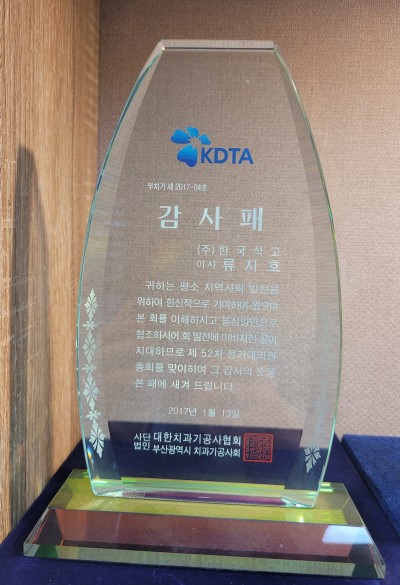 KDTA
부치기 제 2017-04호
감사패
(주) 한국석고
이사 류지호
귀하는 평소 지역사회 발전을
위하여 헌신적으로 기여하여 왔으며
본 회를 이해하시고 물심양면으로
협조하시어 회 발전에 이바지한 공이
지대하므로 제 52차 정기대의원
총회를 맞이하여 그 감사의 뜻을
본 패에 새겨 드립니다.
2017년 1월 13일
사단 대한치과기공사협회
법인 부산광역시 치과기공사회